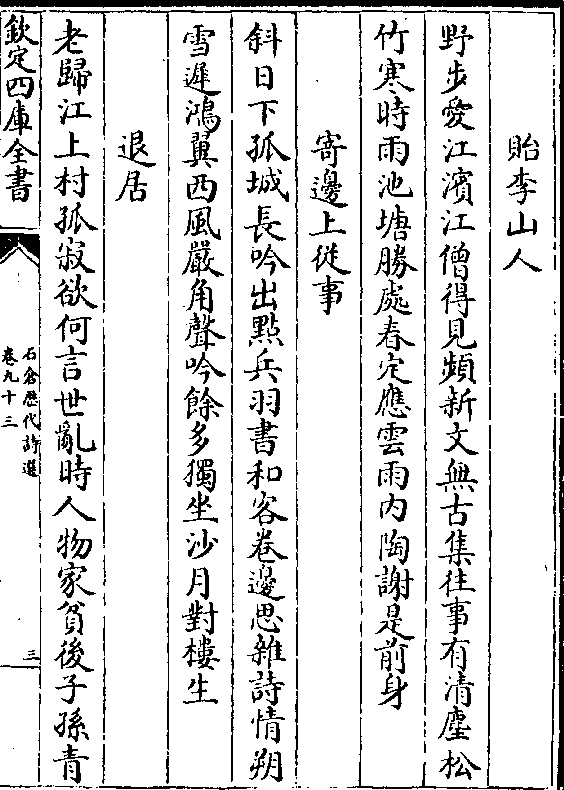 貽李山人
野步愛江濱江僧得見頻新文無古集往事有清塵松
竹寒時雨池塘勝處春定應雲雨内陶謝是前身
寄邊上從事
斜日下孤城長吟出點兵羽書和客卷邊思雜詩情朔
雪遲鴻翼西風嚴角聲吟餘多獨坐沙月對樓生
退居
老歸江上村孤寂欲何言世亂時人物家貧後子孫青
欽定四庫全書
石倉歷代詩選
卷九十三
三